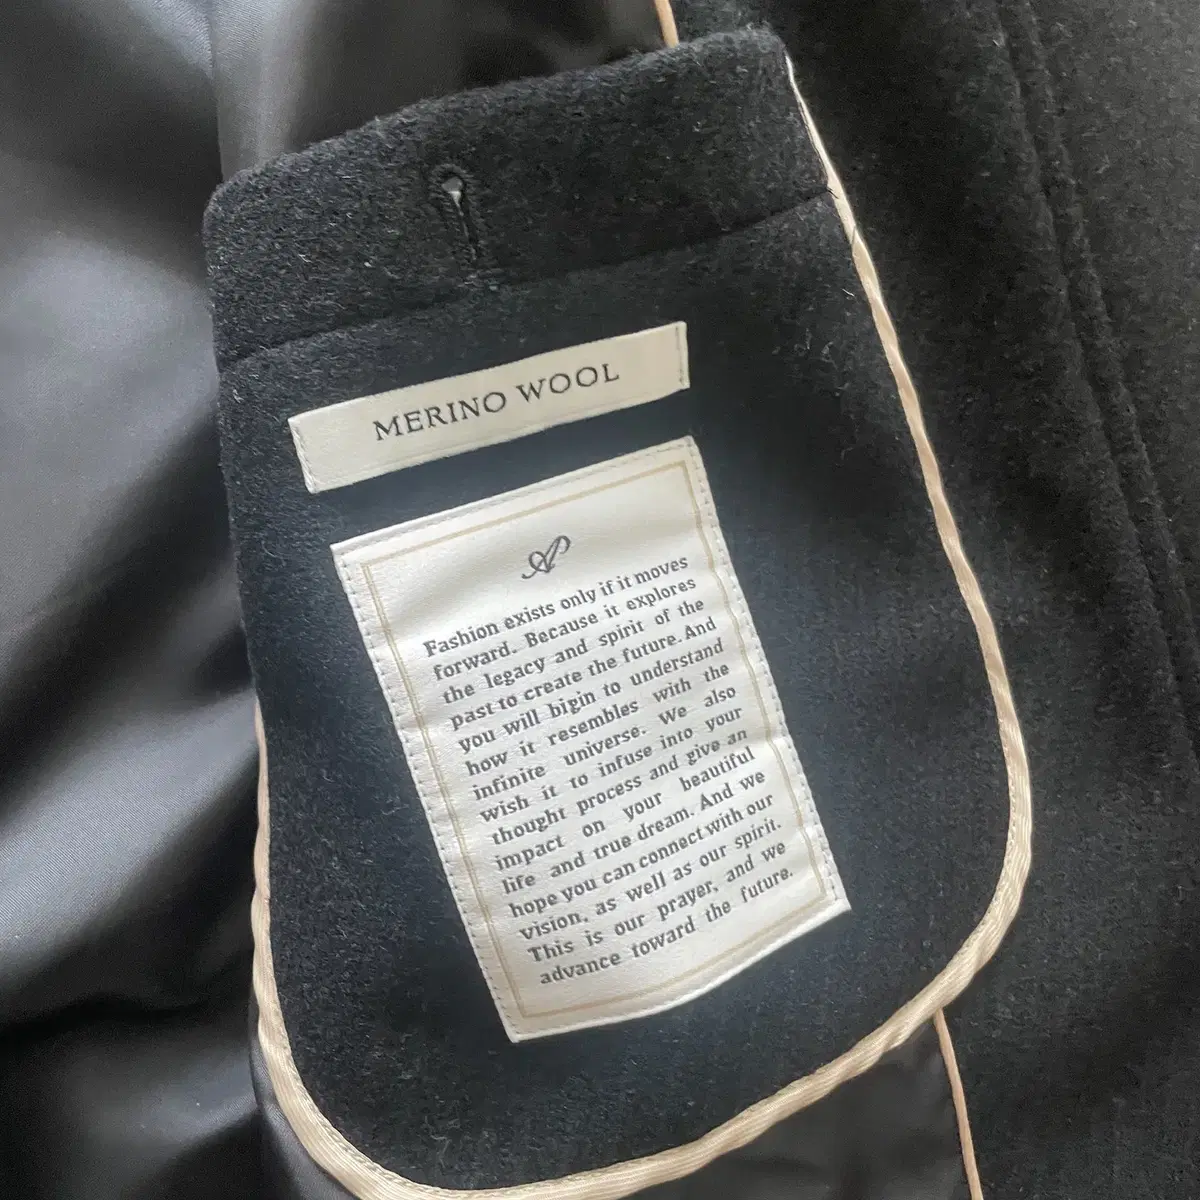 MERINO WOOL
Fashion exists only if it moves
forward. Because it explores
the legacy and spirit of the
past to create the future. And
you will bigin to understand
how it resembles with the
infinite universe. We also
wish it to infuse into your
thought process and give an
impact on your beautiful
life and true dream. And we
hope you can connect with our
vision, as well as our spirit.
This is our prayer, and we
advance toward the future.